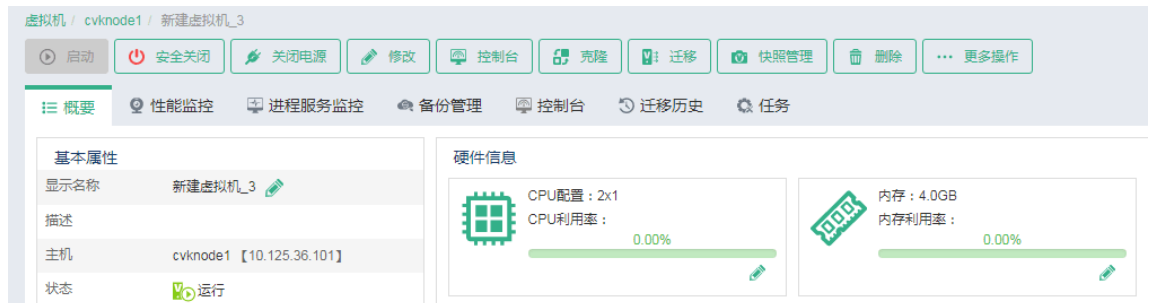 虚拟机 / cvknode1 / 新建虚拟机_3
启动 安全关闭 关闭电源 修改 控制台 克隆 迁移 快照管理 删除 ··· 更多操作
概要 性能监控 进程服务监控 备份管理 控制台 迁移历史 任务
基本属性
显示名称 新建虚拟机_3
描述
主机 cvknode1【10.125.36.101】
状态 运行
硬件信息
CPU配置：2x1
CPU利用率：
0.00%
内存：4.0GB
内存利用率：
0.00%